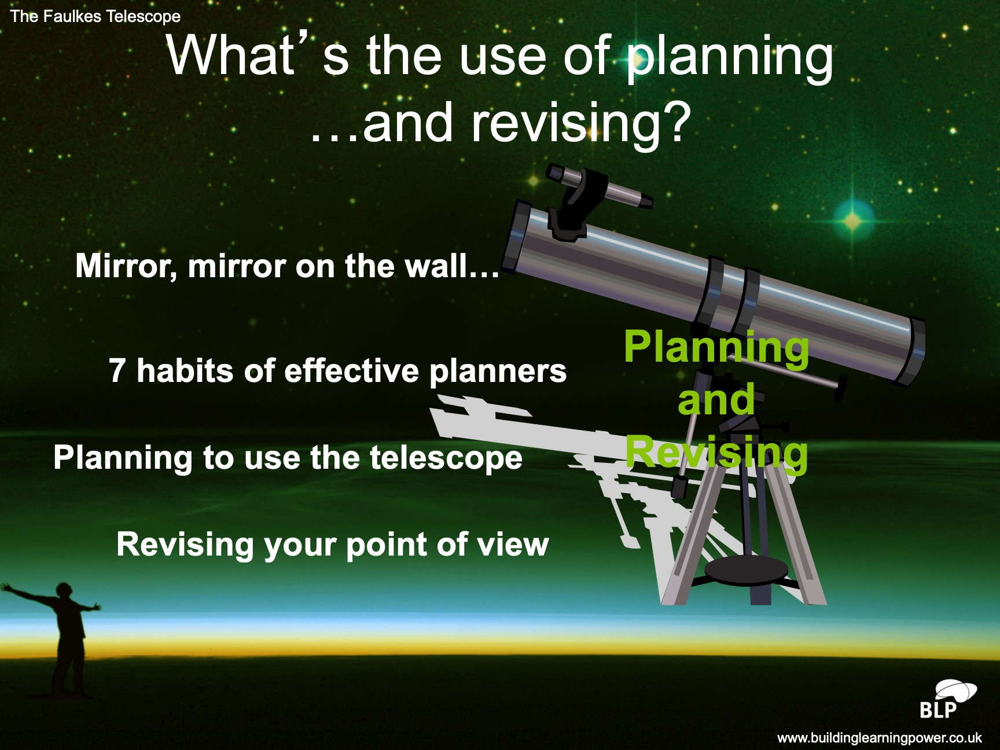 The Faulkes Telescope
What’s the use of planning
…and revising?
Mirror, mirror on the wall…
7 habits of effective planners
Planning to use the telescope
Revising your point of view
Planning
and
Revising
BLP
www.buildinglearningpower.co.uk